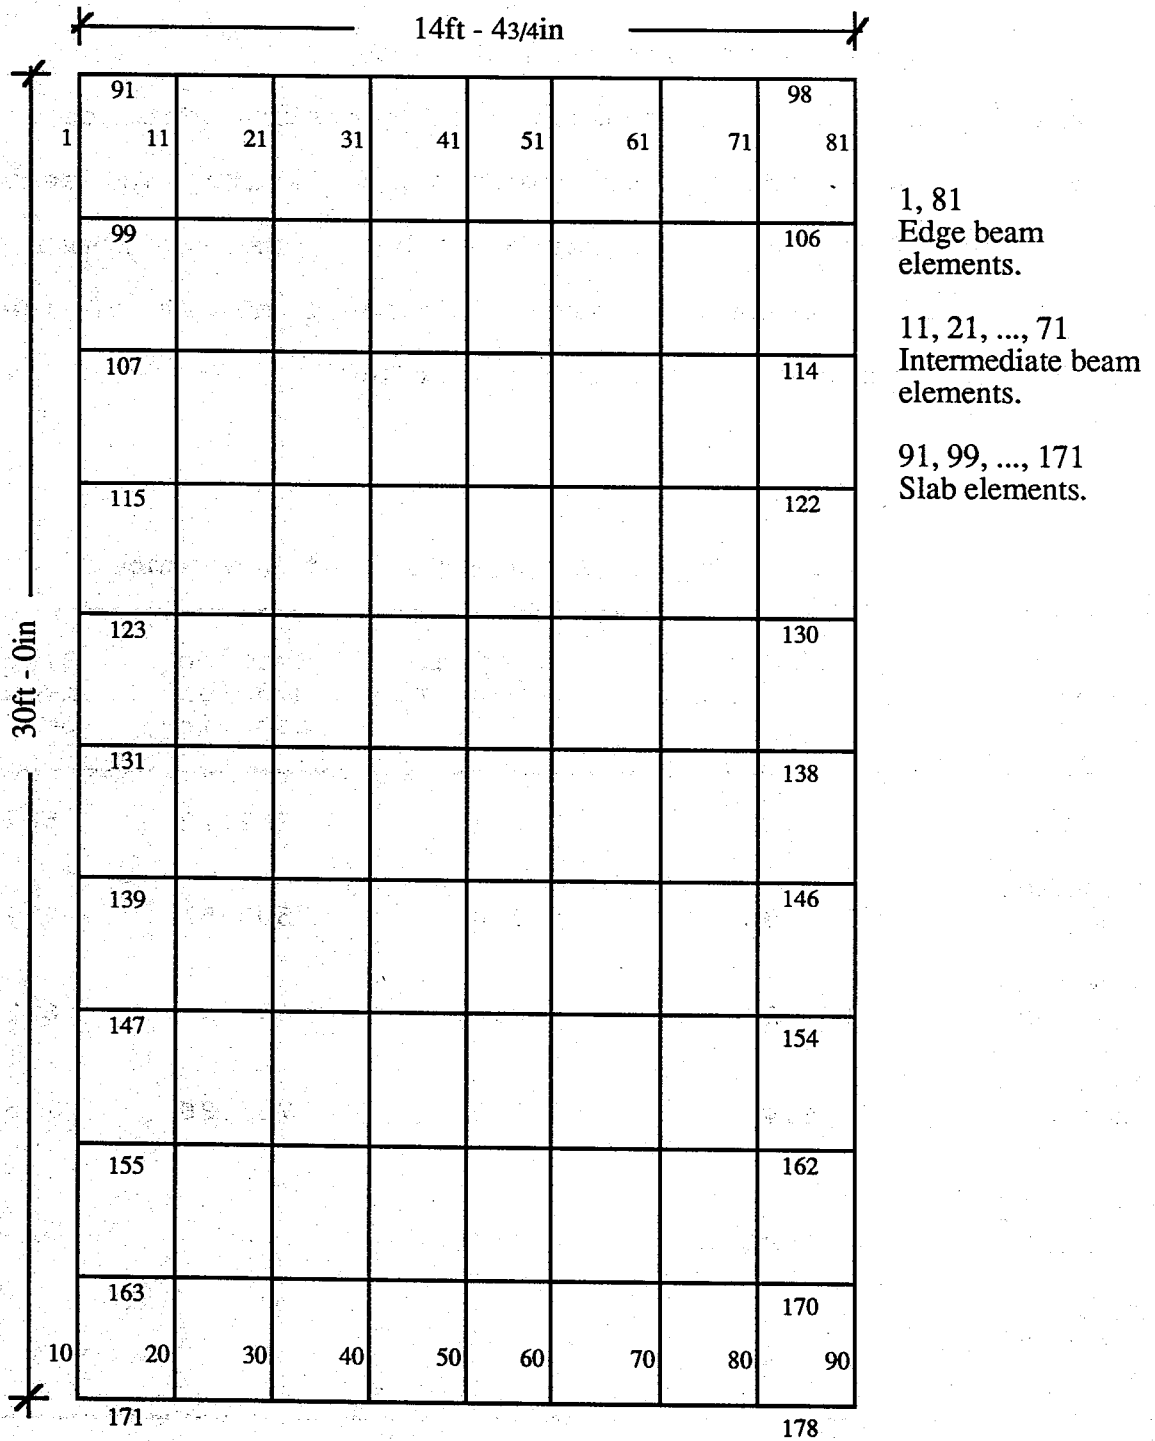 14ft - 43/4in
91 98
1 11 21 31 41 51 61 71 81
99 106
107 114
115 122
123 130
131 138
139 146
147 154
155 162
163 170
10 20 30 40 50 60 70 80 90
171 178
30ft - 0in
1, 81
Edge beam
elements.
11, 21, ..., 71
Intermediate beam
elements.
91, 99, ..., 171
Slab elements.